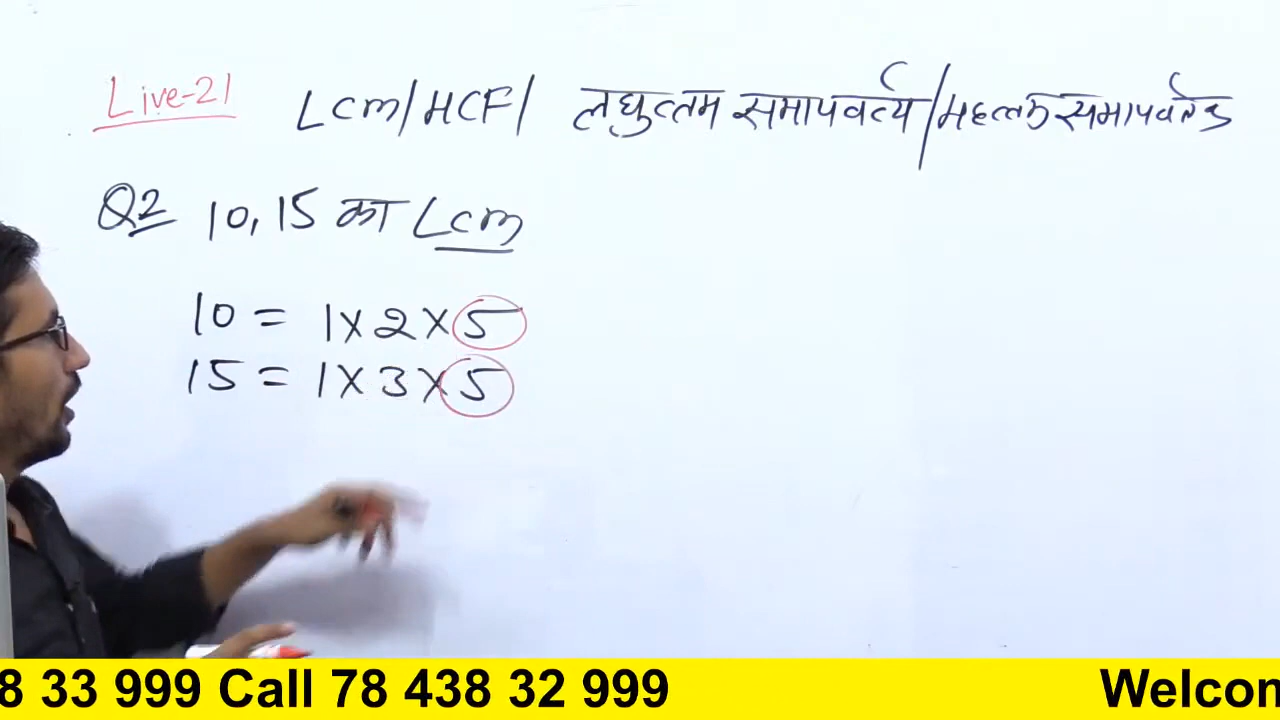 Live-21 Lcm/HCF/ लघुत्तम समापवर्त्य/महत्तम समापवर्तक
Q2 10, 15 का Lcm
10 = 1×2×5
15 = 1×3×5
8 33 999 Call 78 438 32 999 Welcon